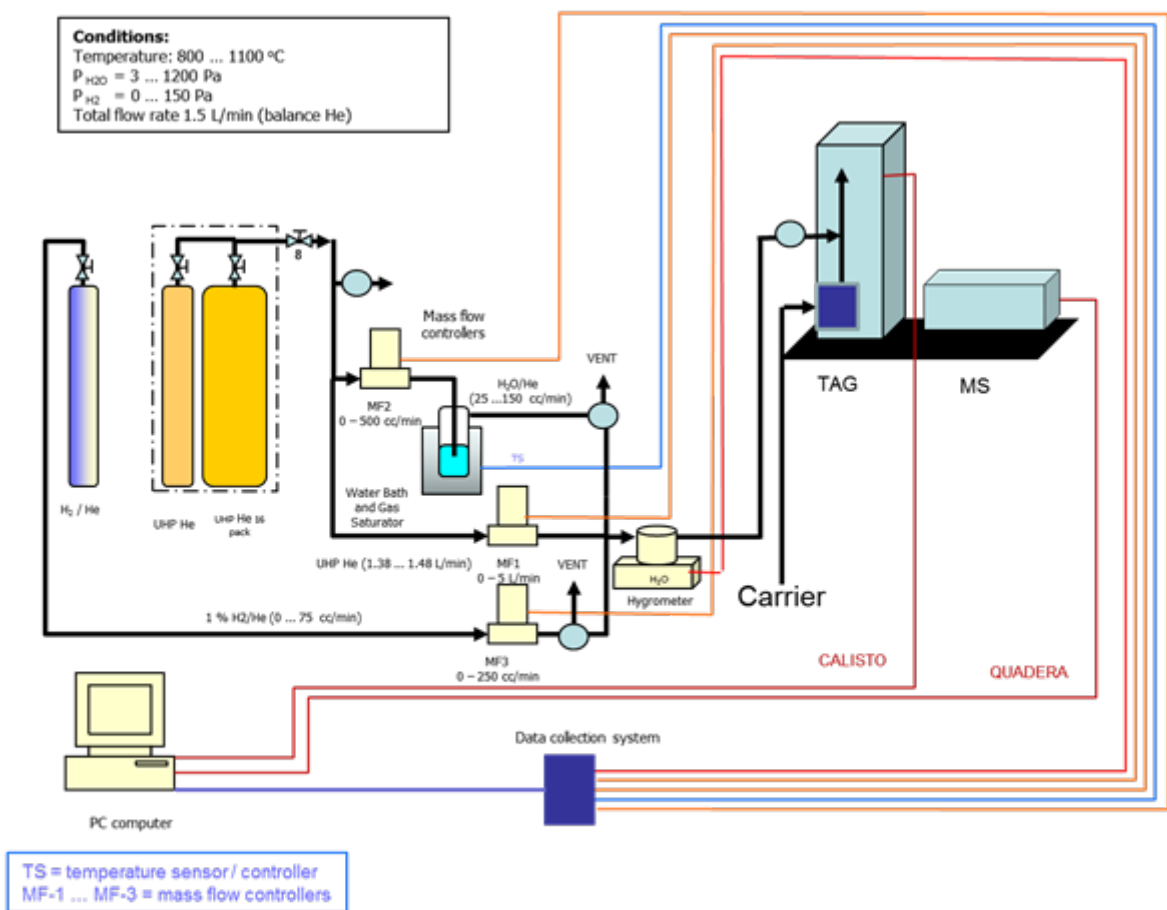 Conditions:
Temperature: 800 ... 1100 °C
P H2O = 3 ... 1200 Pa
P H2 = 0 ... 150 Pa
Total flow rate 1.5 L/min (balance He)
8
Mass flow
controllers
MF2
0 – 500 cc/min
H₂O/He
(25 ...150 cc/min)
VENT
TAG
MS
TS
H₂ / He
UHP He
UHP He 16
pack
Water Bath
and Gas
Saturator
UHP He (1.38 ... 1.48 L/min)
MF1
0 – 5 L/min
VENT
H₂O
Hygrometer
Carrier
1 % H2/He (0 ... 75 cc/min)
MF3
0 – 250 cc/min
CALISTO
QUADERA
Data collection system
PC computer
TS = temperature sensor / controller
MF-1 ... MF-3 = mass flow controllers